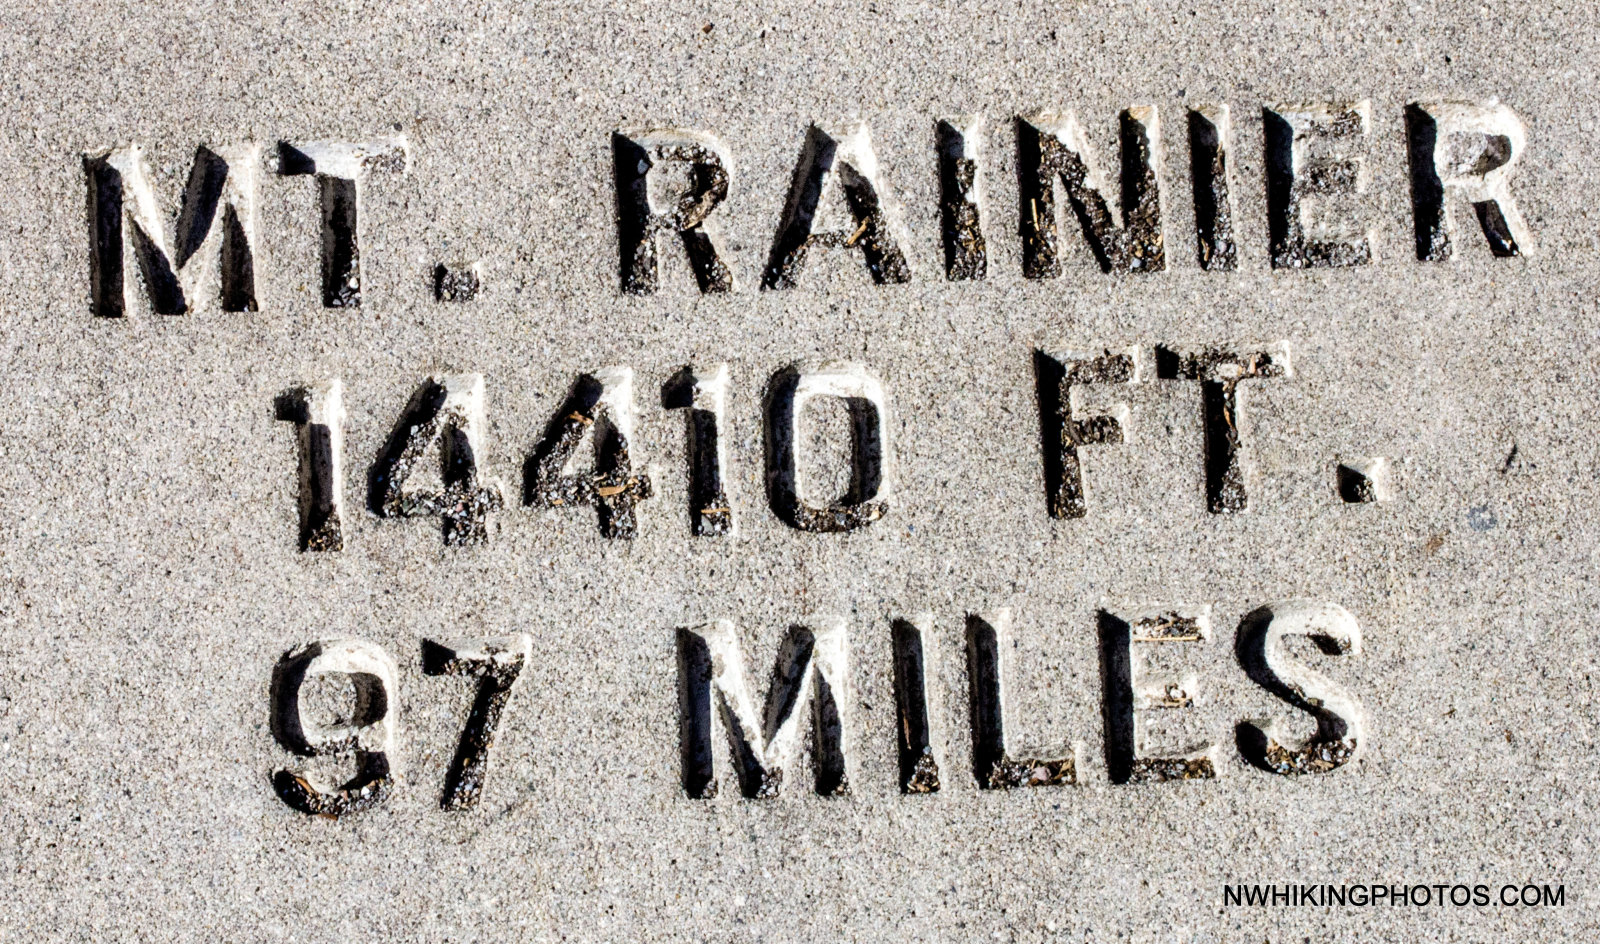 MT. RAINIER
14410 FT.
97 MILES
NWHIKINGPHOTOS.COM